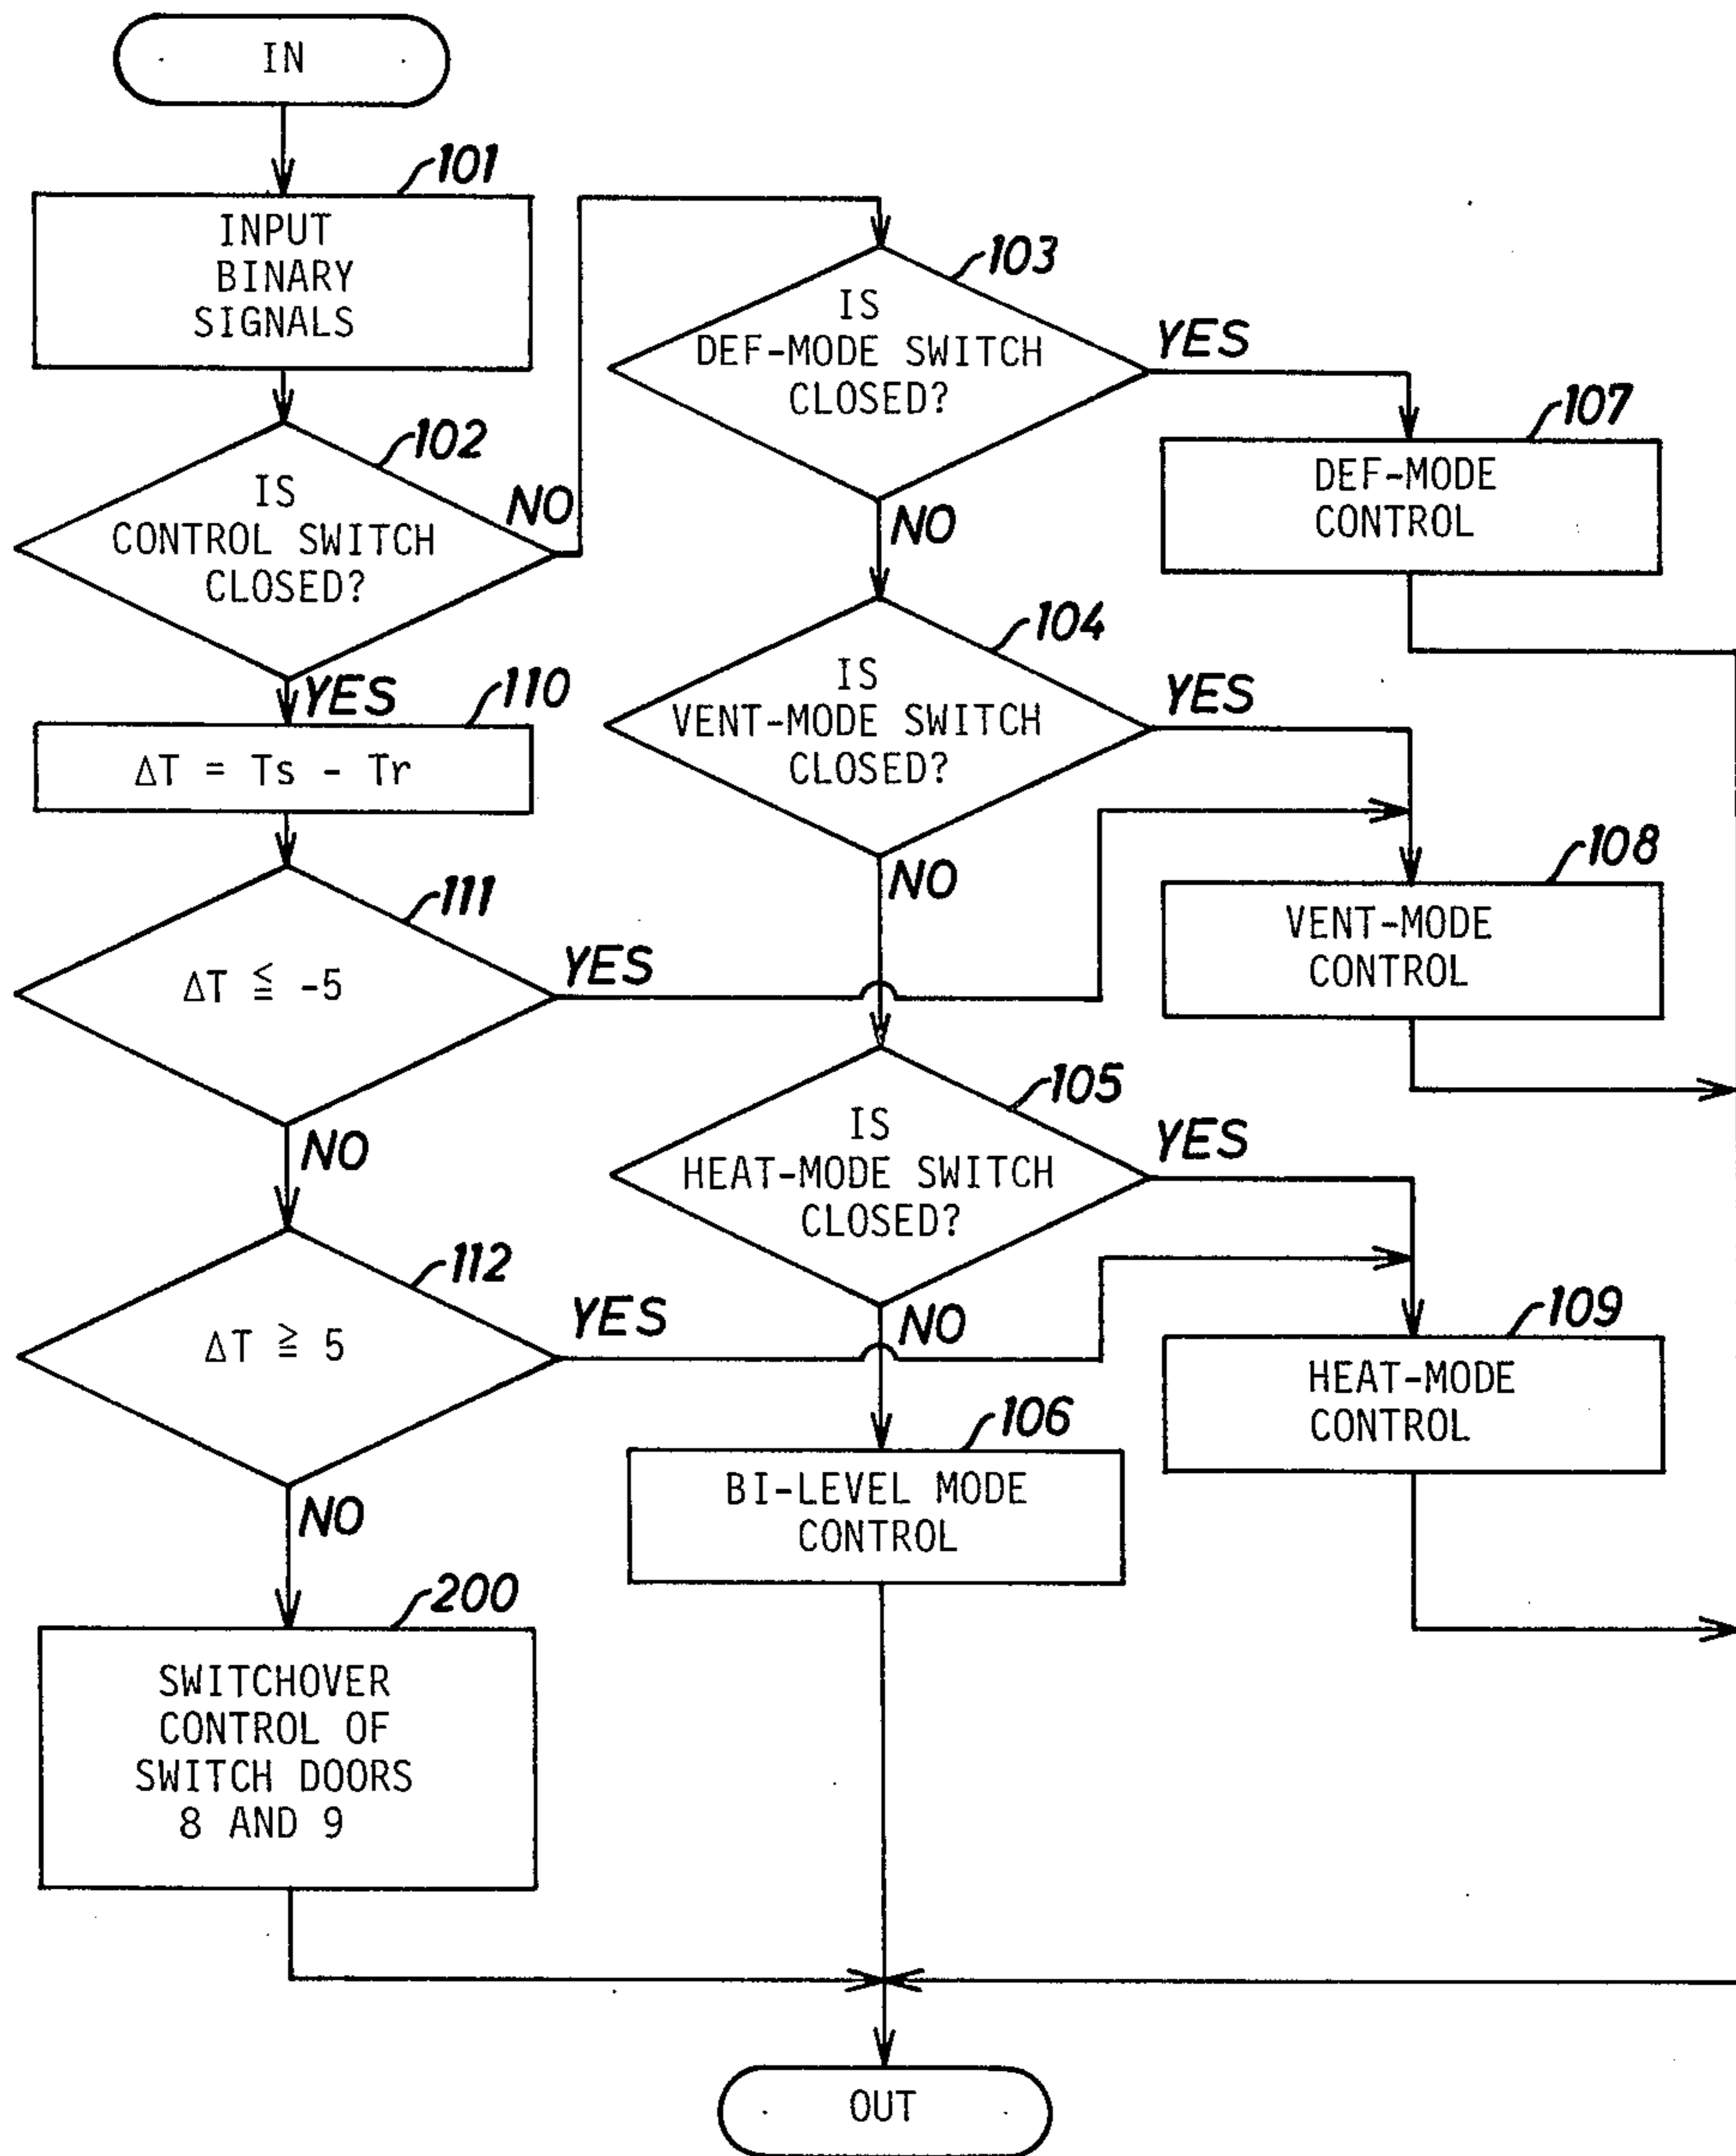 IN
101
INPUT
BINARY
SIGNALS
102
IS
CONTROL SWITCH
CLOSED?
NO
YES
110
ΔT = Ts - Tr
111
ΔT ≦ -5
YES
NO
112
ΔT ≧ 5
YES
NO
200
SWITCHOVER
CONTROL OF
SWITCH DOORS
8 AND 9
103
IS
DEF-MODE SWITCH
CLOSED?
YES
NO
104
IS
VENT-MODE SWITCH
CLOSED?
YES
NO
105
IS
HEAT-MODE SWITCH
CLOSED?
YES
NO
106
BI-LEVEL MODE
CONTROL
107
DEF-MODE
CONTROL
108
VENT-MODE
CONTROL
109
HEAT-MODE
CONTROL
OUT